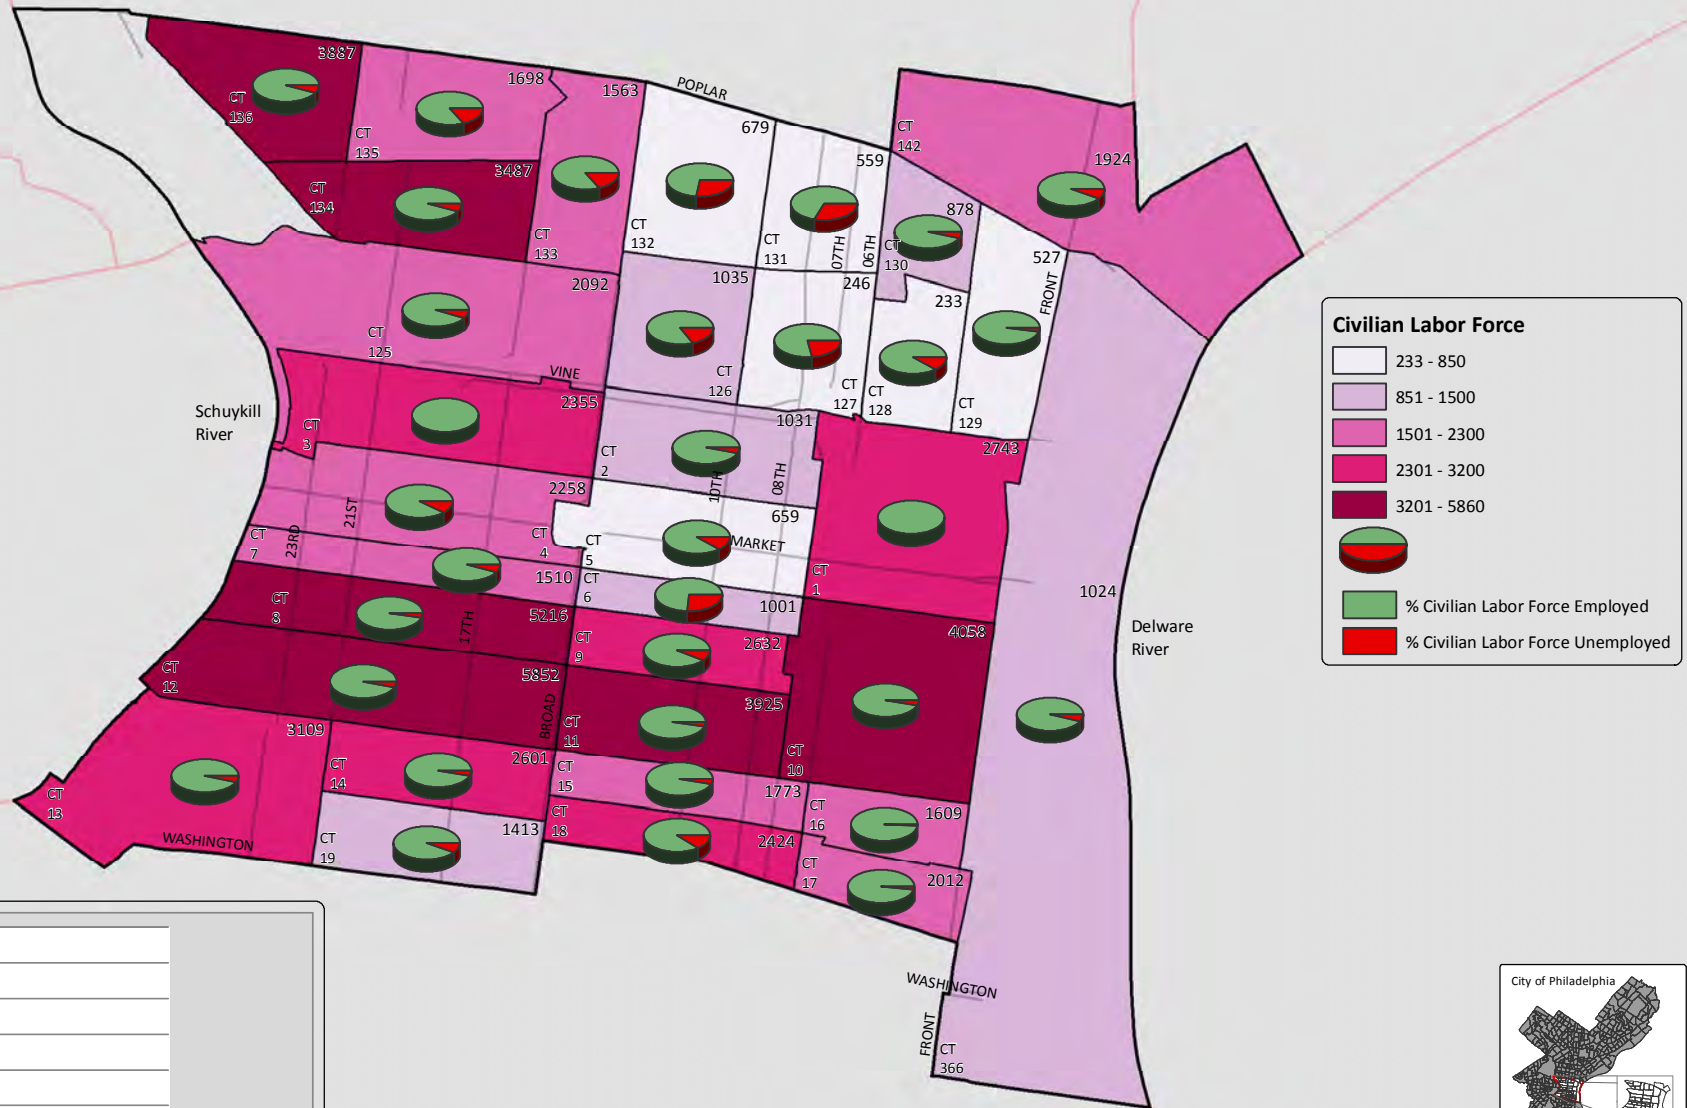 3887
CT
136
1698
CT
135
1563
CT
133
POPLAR
679
CT
132
559
CT
131
07TH
06TH
CT
142
1924
878
CT
130
527
FRONT
3487
CT
134
2092
CT
125
1035
CT
126
246
CT
127
233
CT
128
CT
129
VINE
Schuykill
River
2355
CT
3
1031
CT
2
10TH
08TH
2743
CT
1
2258
CT
4
21ST
23RD
659
CT
5
MARKET
CT
7
1510
CT
6
1001
1024
Delware
River
CT
8
5216
17TH
CT
9
2632
4058
CT
10
CT
12
5852
BROAD
CT
11
3925
3109
CT
13
WASHINGTON
CT
14
2601
CT
15
1773
CT
16
1609
CT
19
1413
CT
18
2424
CT
17
2012
WASHINGTON
FRONT
CT
366
Civilian Labor Force
233 - 850
851 - 1500
1501 - 2300
2301 - 3200
3201 - 5860
% Civilian Labor Force Employed
% Civilian Labor Force Unemployed
City of Philadelphia